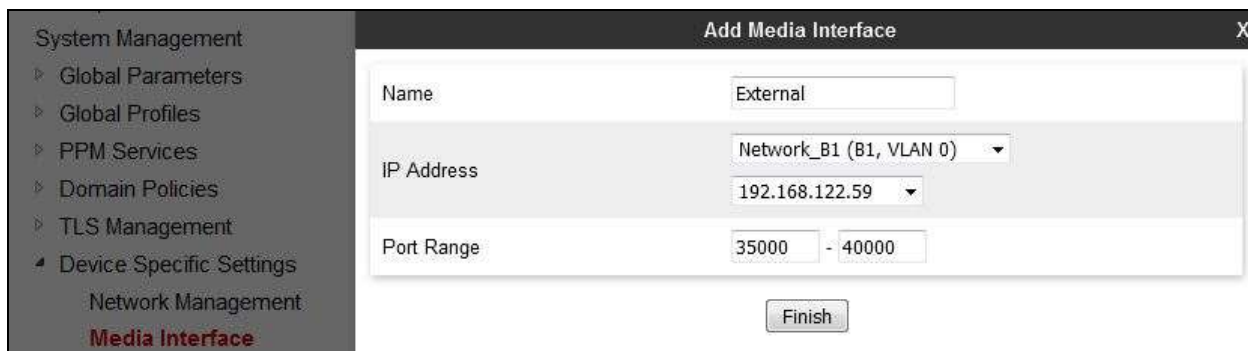 System Management
Global Parameters
Global Profiles
PPM Services
Domain Policies
TLS Management
Device Specific Settings
Network Management
Media Interface
Add Media Interface X
Name External
IP Address
Network_B1 (B1, VLAN 0)
192.168.122.59
Port Range 35000 - 40000
Finish